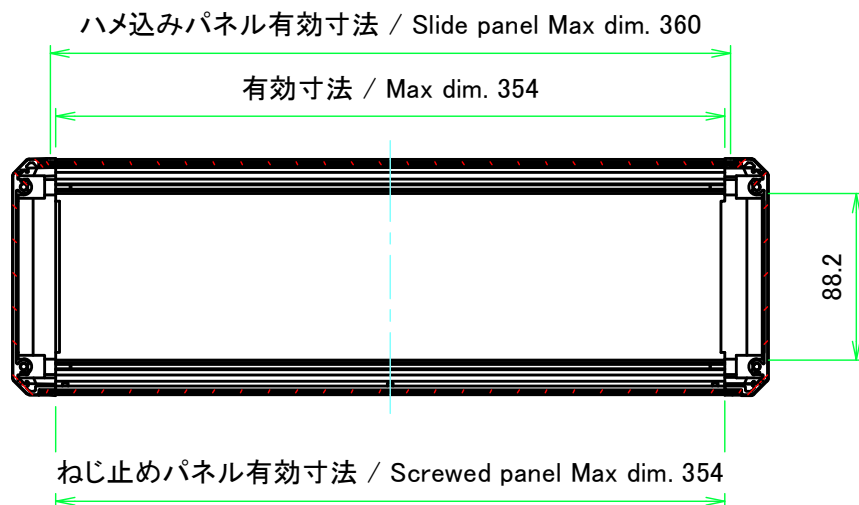 ハメ込みパネル有効寸法 / Slide panel Max dim. 360
有効寸法 / Max dim. 354
88.2
ねじ止めパネル有効寸法 / Screwed panel Max dim. 354